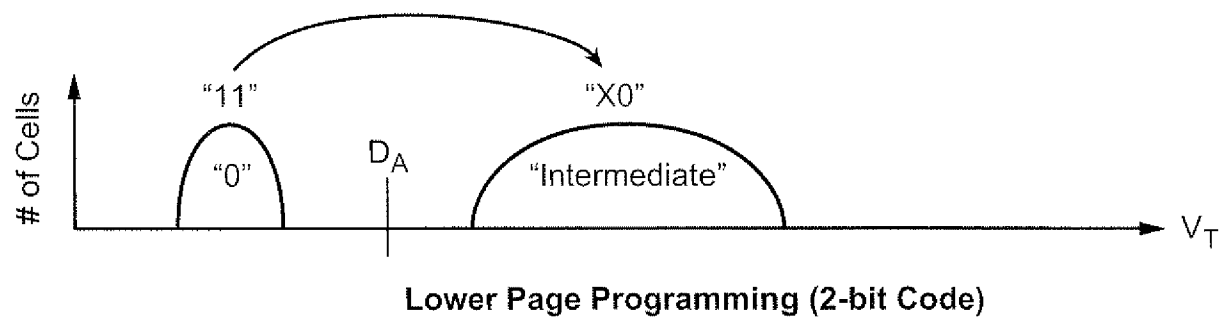 # of Cells
“11”
“X0”
“0”
D_A
“Intermediate”
V_T
Lower Page Programming (2-bit Code)